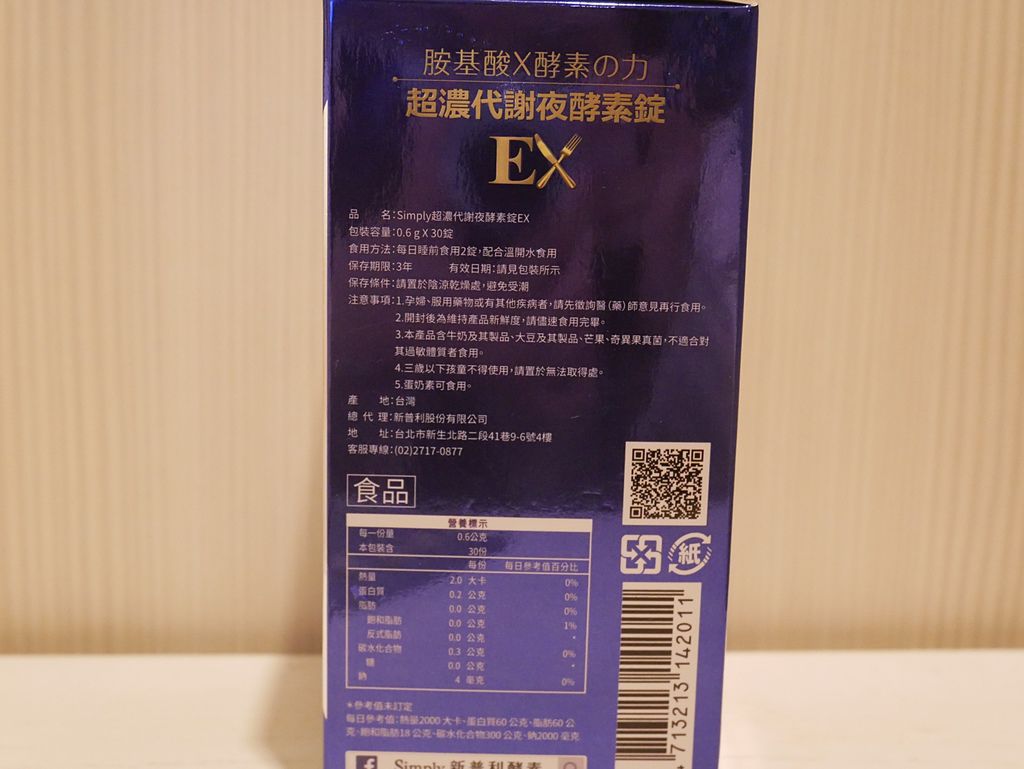 胺基酸X酵素の力
超濃代謝夜酵素錠
EX
品 名:Simply超濃代謝夜酵素錠EX
包裝容量:0.6 g X 30錠
食用方法:每日睡前食用2錠,配合溫開水食用
保存期限:3年 有效日期:請見包裝所示
保存條件:請置於陰涼乾燥處,避免受潮
注意事項:1.孕婦、服用藥物或有其他疾病者,請先徵詢醫(藥)師意見再行食用。
2.開封後為維持產品新鮮度,請儘速食用完畢。
3.本產品含牛奶及其製品、大豆及其製品、芒果、奇異果真菌,不適合對
其過敏體質者食用。
4.三歲以下孩童不得使用,請置於無法取得處。
5.蛋奶素可食用。
產 地:台灣
總 代 理:新普利股份有限公司
地 址:台北市新生北路二段41巷9-6號4樓
客服專線:(02)2717-0877
食品
營養標示
每一份量 0.6公克
本包裝含 30份
每份 每日參考值百分比
熱量 2.0 大卡 0%
蛋白質 0.2 公克 0%
脂肪 0.0 公克 0%
飽和脂肪 0.0 公克 1%
反式脂肪 0.0 公克 *
碳水化合物 0.3 公克 0%
糖 0.0 公克 *
鈉 4 毫克 0%
*參考值未訂定
每日參考值:熱量2000 大卡、蛋白質60 公克、脂肪60 公
克、飽和脂肪18 公克、碳水化合物300 公克、鈉2000 毫克
紙
4713213142011
f Simply 新普利酵素